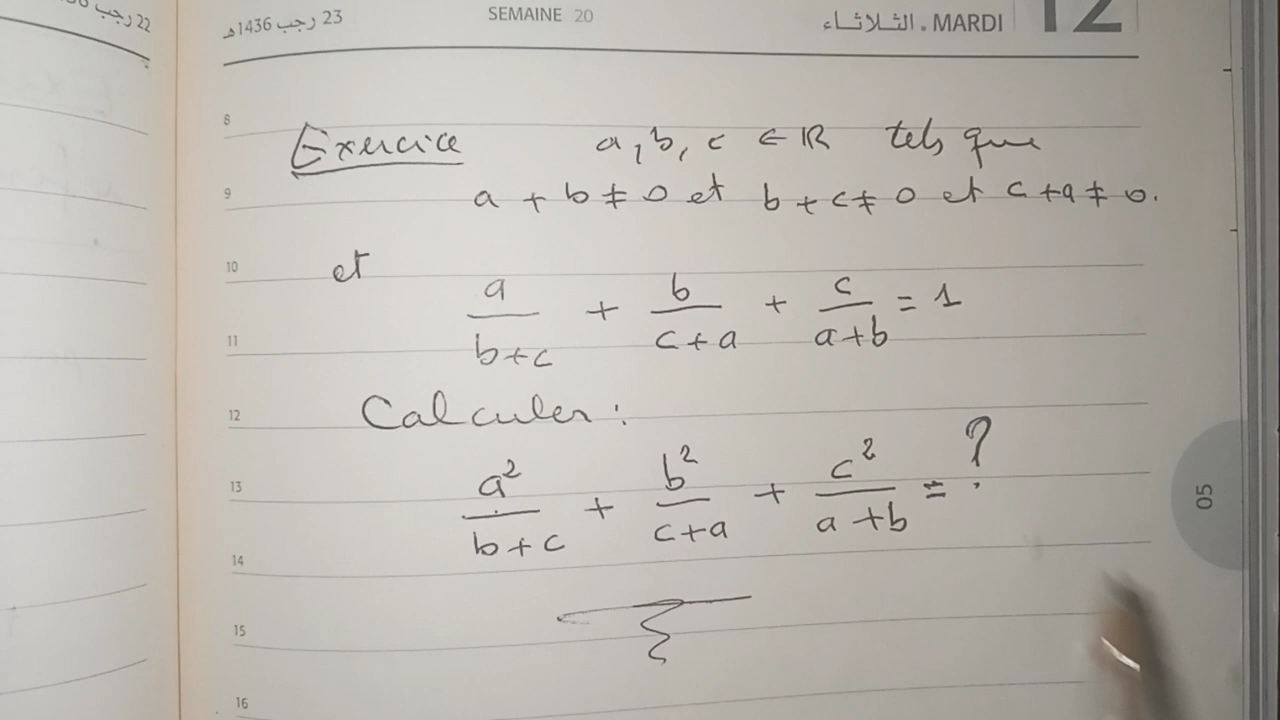 22 رجب
23 رجب 1436هـ
SEMAINE 20
الثلاثاء . MARDI
12
8
Exercice a, b, c ∈ ℝ tels que
9
a + b ≠ 0 et b + c ≠ 0 et c + a ≠ 0.
10
et
a/(b+c) + b/(c+a) + c/(a+b) = 1
11
12
Calculer :
13
a²/(b+c) + b²/(c+a) + c²/(a+b) = ?
14
15
16
05